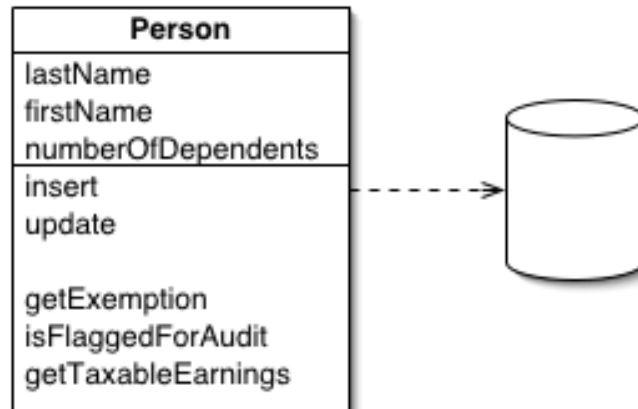 Person
lastName
firstName
numberOfDependents
insert
update
getExemption
isFlaggedForAudit
getTaxableEarnings